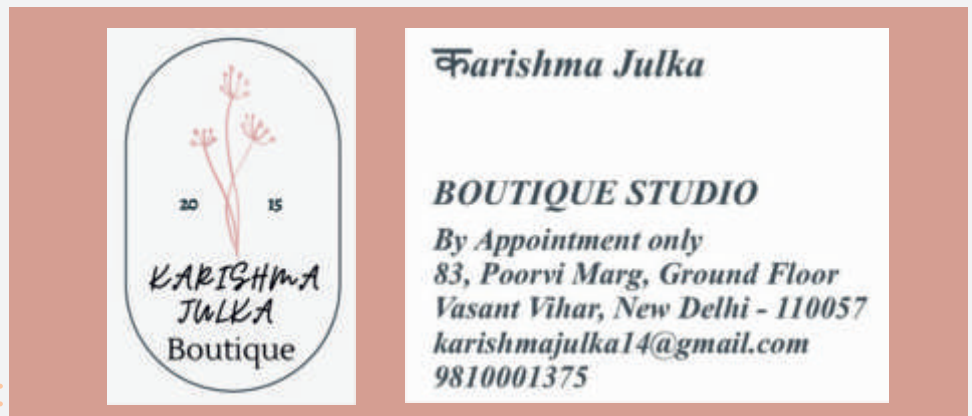 20 15
KARISHMA
JULKA
Boutique
कarishma Julka
BOUTIQUE STUDIO
By Appointment only
83, Poorvi Marg, Ground Floor
Vasant Vihar, New Delhi - 110057
karishmajulka14@gmail.com
9810001375